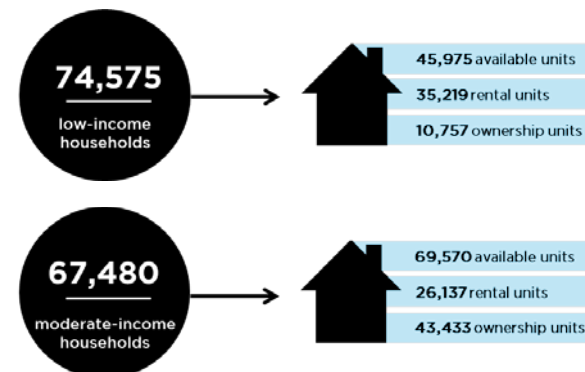 74,575
low-income
households
45,975 available units
35,219 rental units
10,757 ownership units
67,480
moderate-income
households
69,570 available units
26,137 rental units
43,433 ownership units